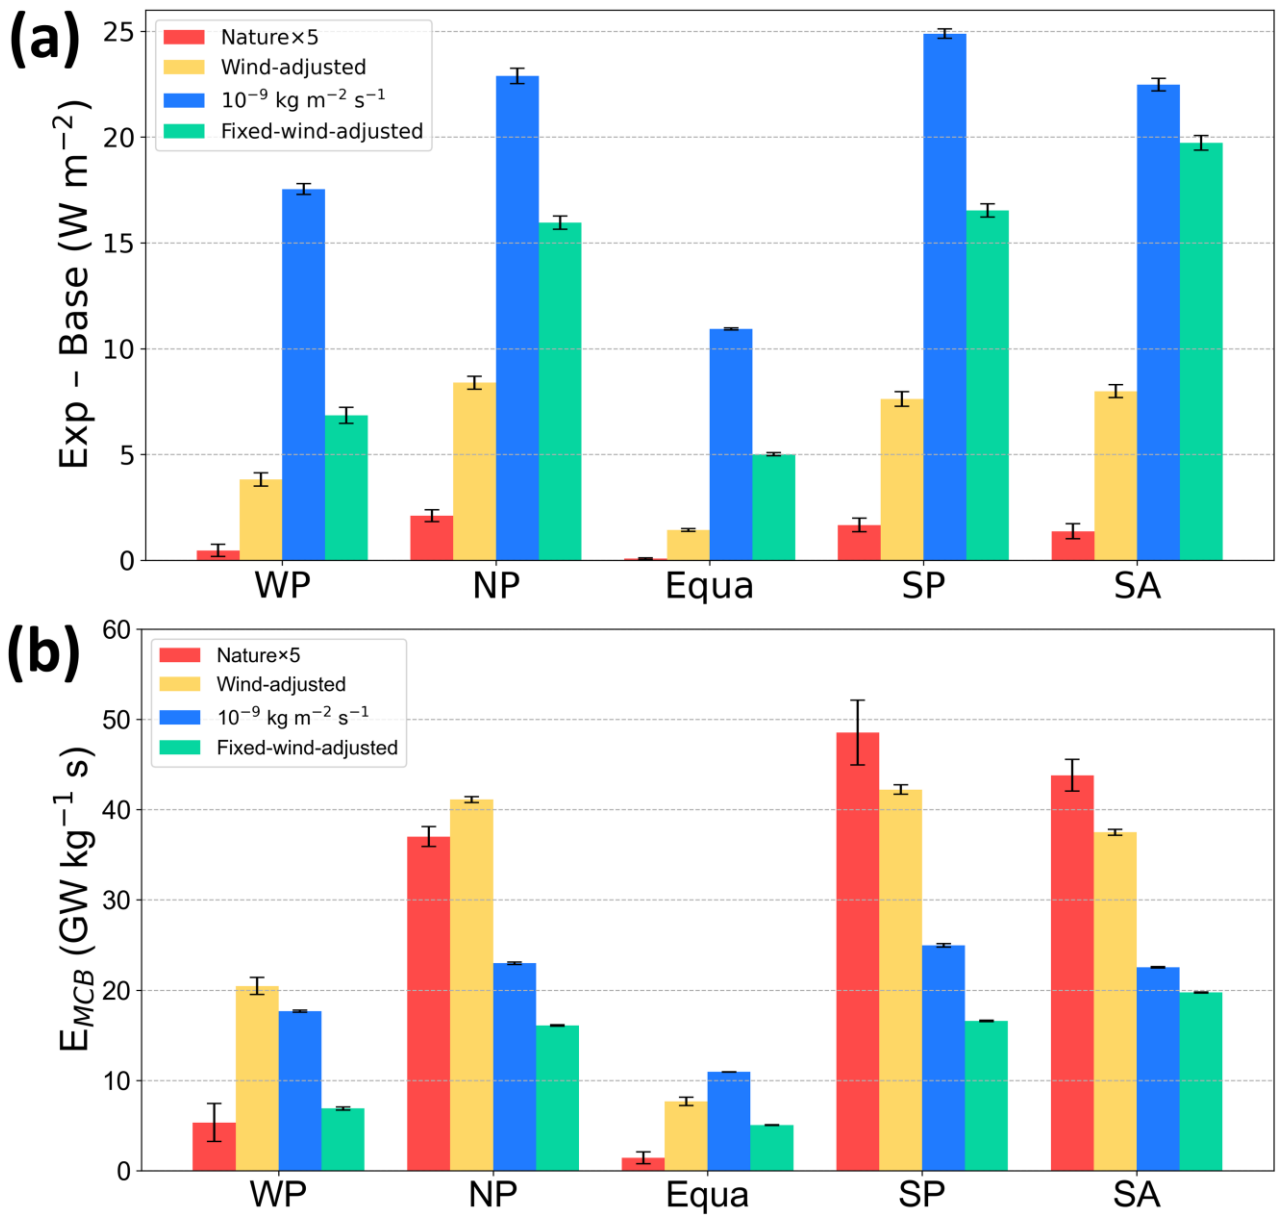 (a)
Nature×5
Wind-adjusted
10⁻⁹ kg m⁻² s⁻¹
Fixed-wind-adjusted
Exp – Base (W m⁻²)
25
20
15
10
5
0
WP NP Equa SP SA
(b)
Nature×5
Wind-adjusted
10⁻⁹ kg m⁻² s⁻¹
Fixed-wind-adjusted
E_MCB (GW kg⁻¹ s)
60
50
40
30
20
10
0
WP NP Equa SP SA